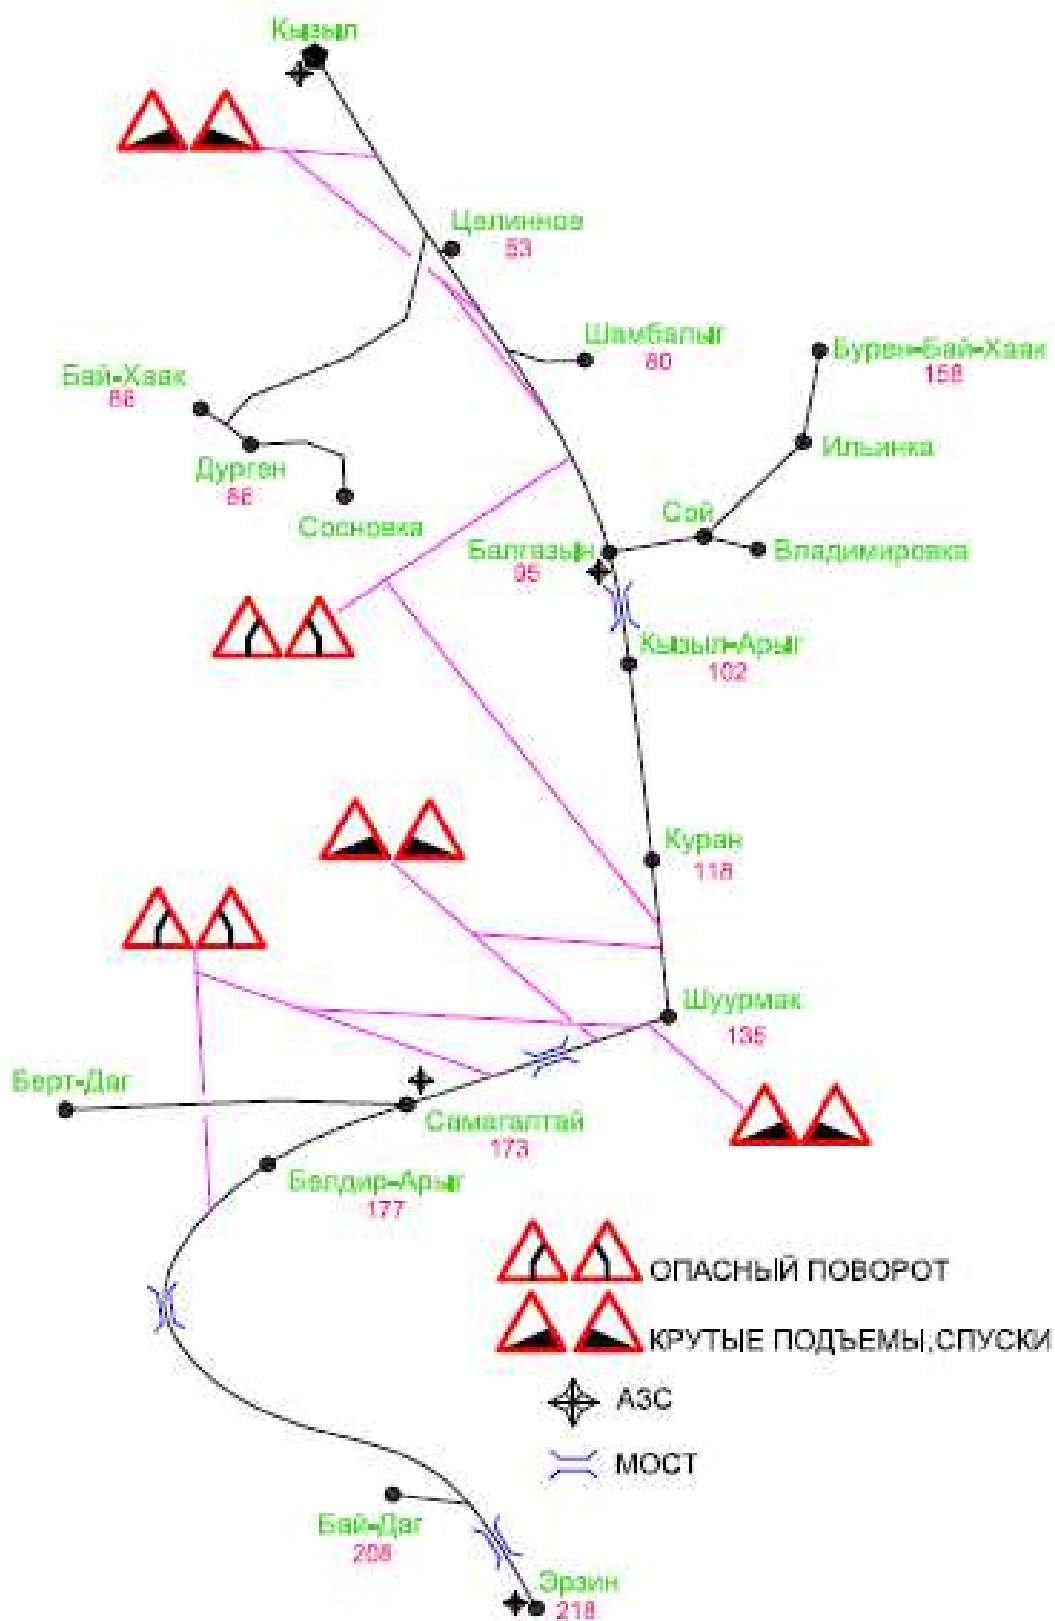 Кызыл
Целинное
53
Шамбалыг
80
Бурен-Бай-Хаак
158
Бай-Хаак
Ильинка
Дурген
Сосновка
Сой
Балгазын
95
Владимировка
Кызыл-Арыг
102
Куран
118
Шуурмак
135
Берт-Даг
Самагалтай
173
Белдир-Арыг
177
ОПАСНЫЙ ПОВОРОТ
КРУТЫЕ ПОДЪЕМЫ,СПУСКИ
АЗС
МОСТ
Бай-Даг
208
Эрзин
218